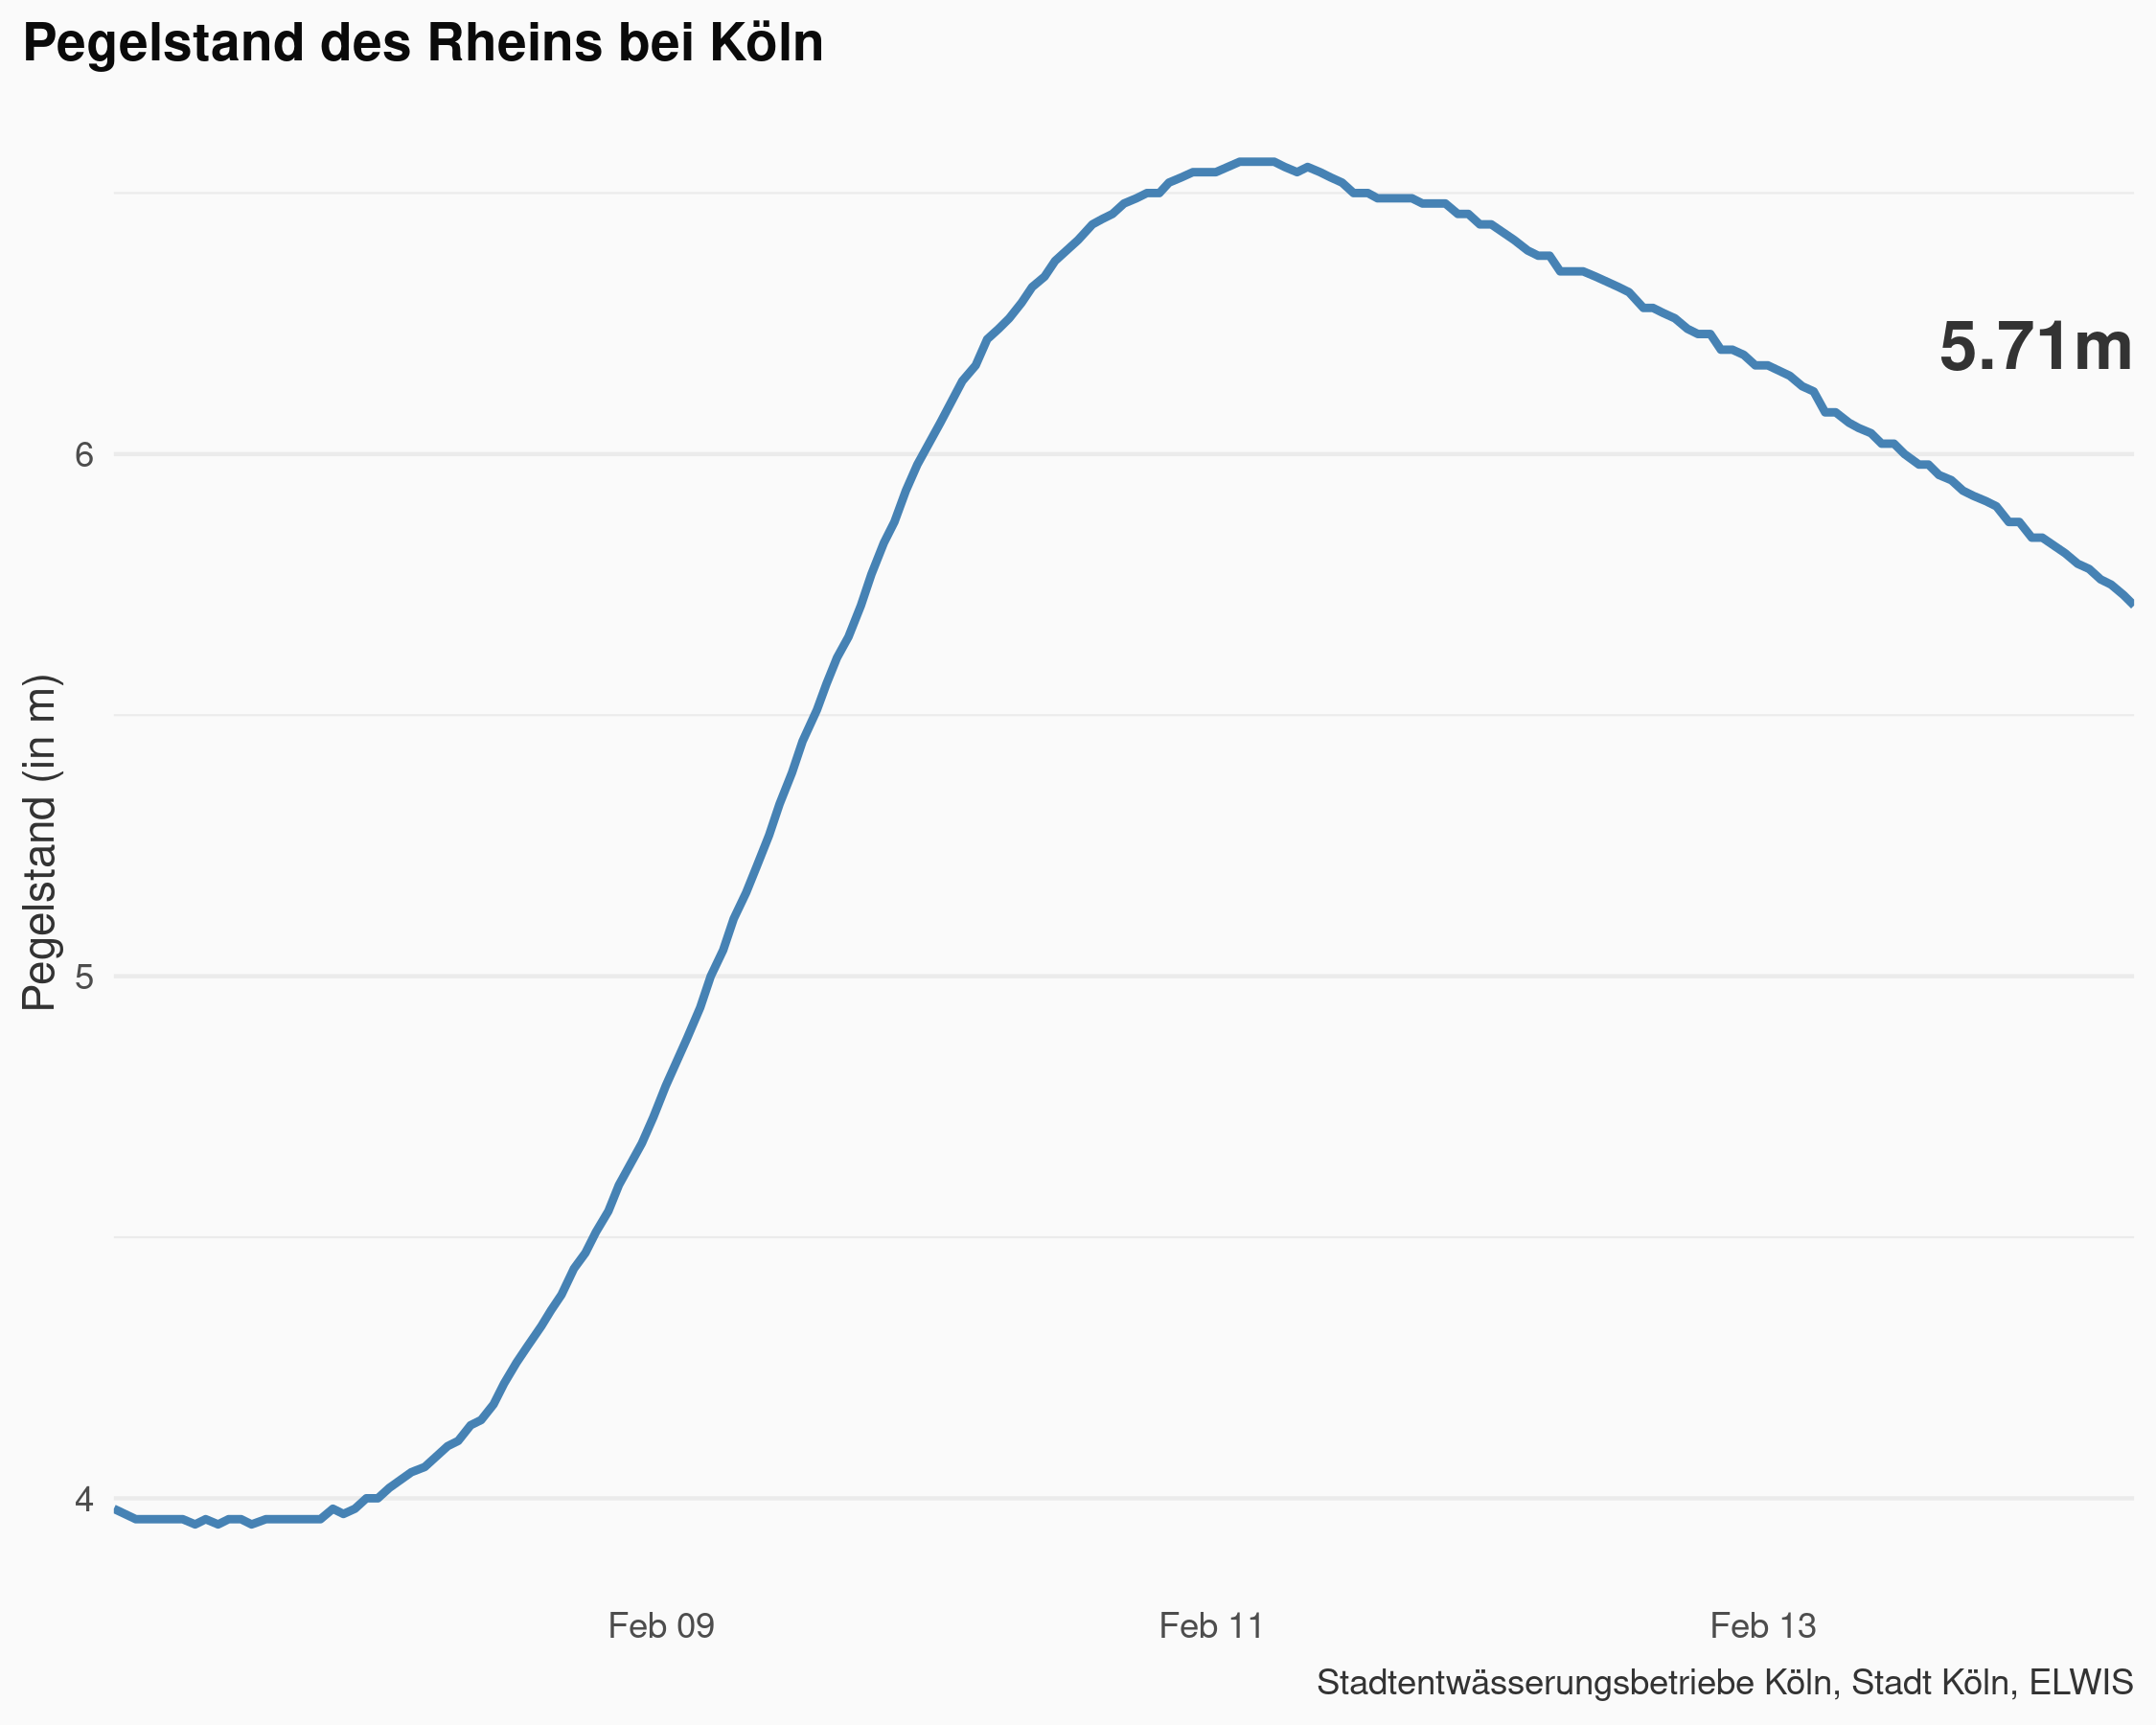 Pegelstand des Rheins bei Köln
5.71m
Pegelstand (in m)
6
5
4
Feb 09
Feb 11
Feb 13
Stadtentwässerungsbetriebe Köln, Stadt Köln, ELWIS